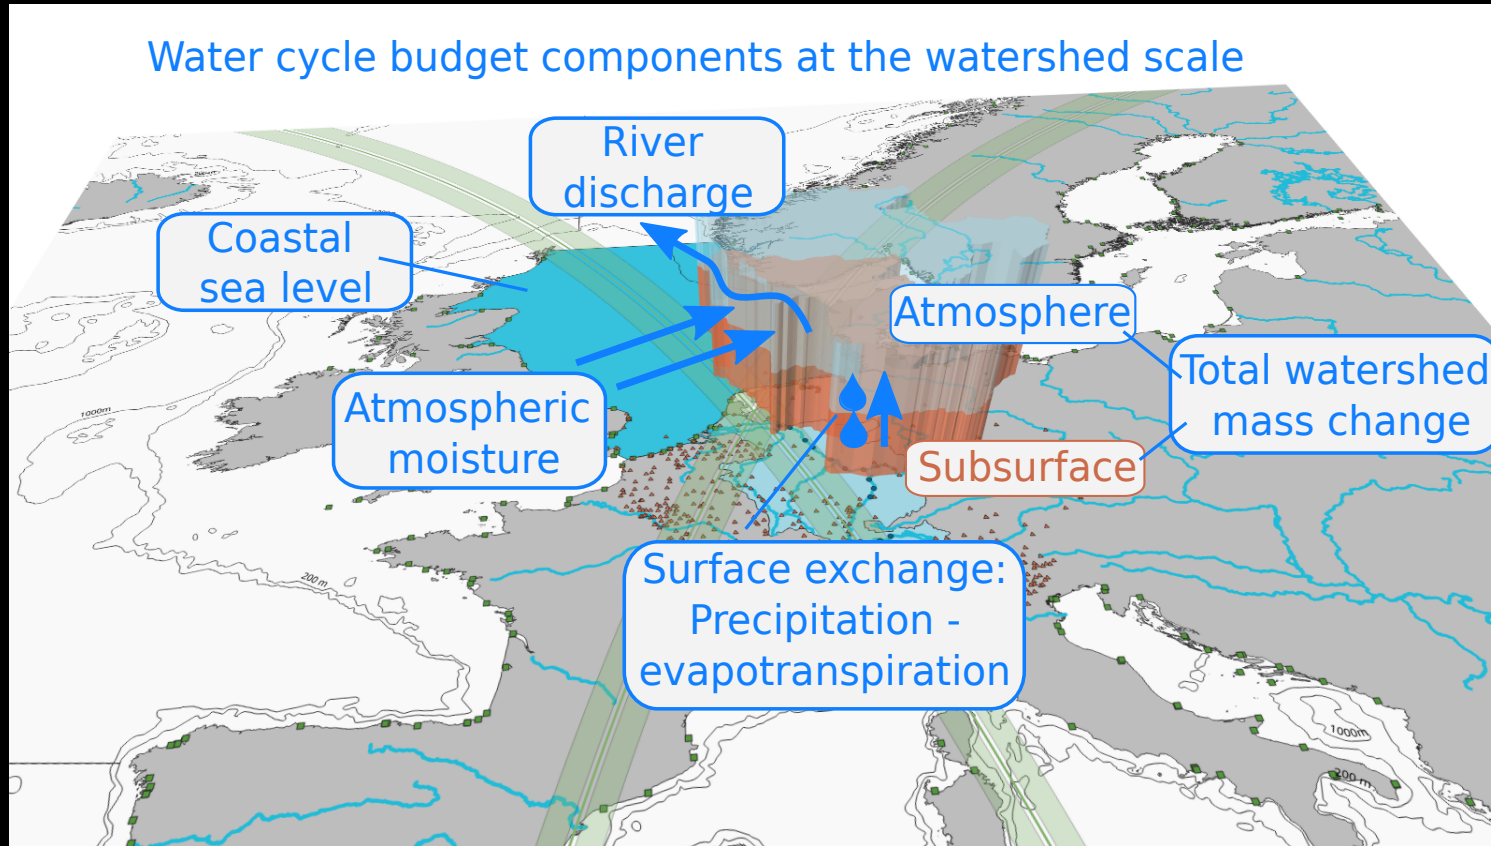 Water cycle budget components at the watershed scale
River
discharge
Coastal
sea level
Atmosphere
Total watershed
mass change
Atmospheric
moisture
Subsurface
1000m
Surface exchange:
Precipitation -
evapotranspiration
200 m
1000m
200 m